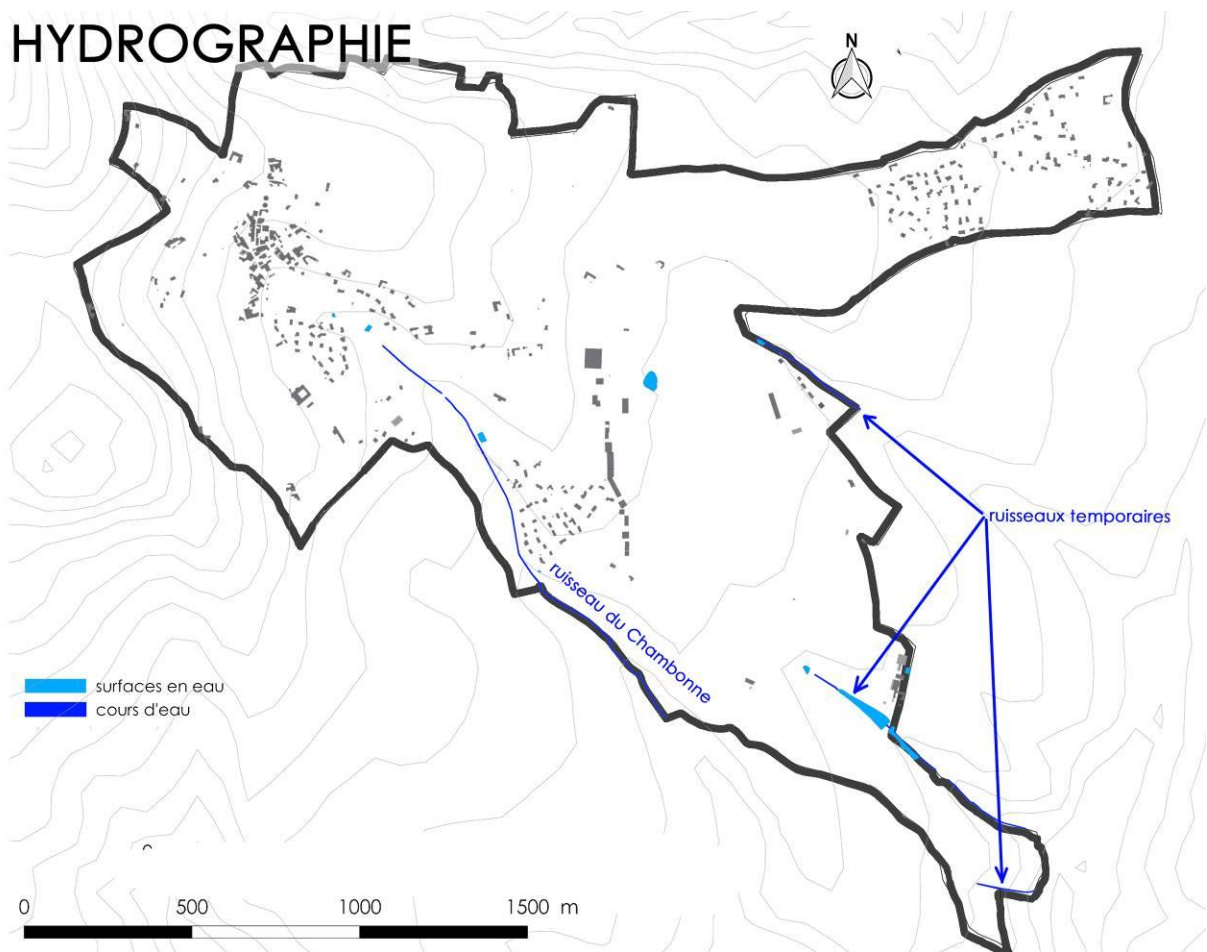 HYDROGRAPHIE
N
ruisseaux temporaires
ruisseau du Chambonne
surfaces en eau
cours d'eau
0 500 1000 1500 m